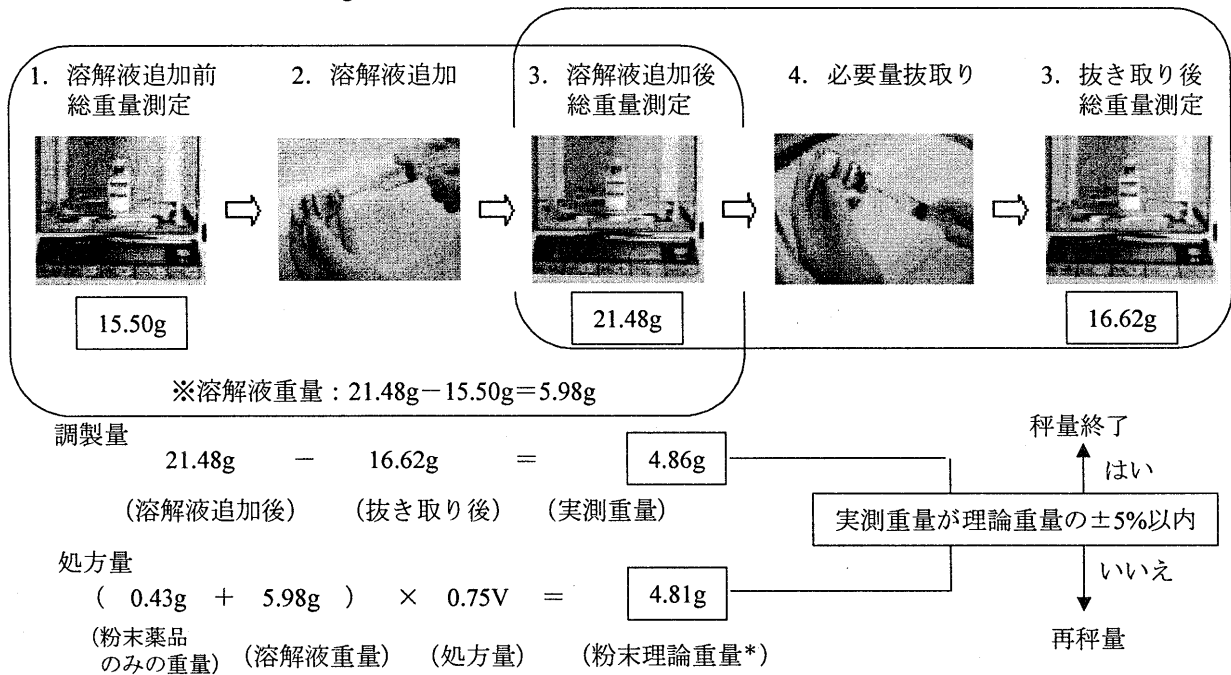 1. 溶解液追加前
総重量測定
2. 溶解液追加
3. 溶解液追加後
総重量測定
4. 必要量抜取り
3. 抜き取り後
総重量測定
15.50g
21.48g
16.62g
※溶解液重量:21.48g-15.50g=5.98g
調製量
21.48g - 16.62g = 4.86g
(溶解液追加後) (抜き取り後) (実測重量)
処方量
( 0.43g + 5.98g ) × 0.75V = 4.81g
(粉末薬品
のみの重量) (溶解液重量) (処方量) (粉末理論重量*)
秤量終了
はい
実測重量が理論重量の±5%以内
いいえ
再秤量